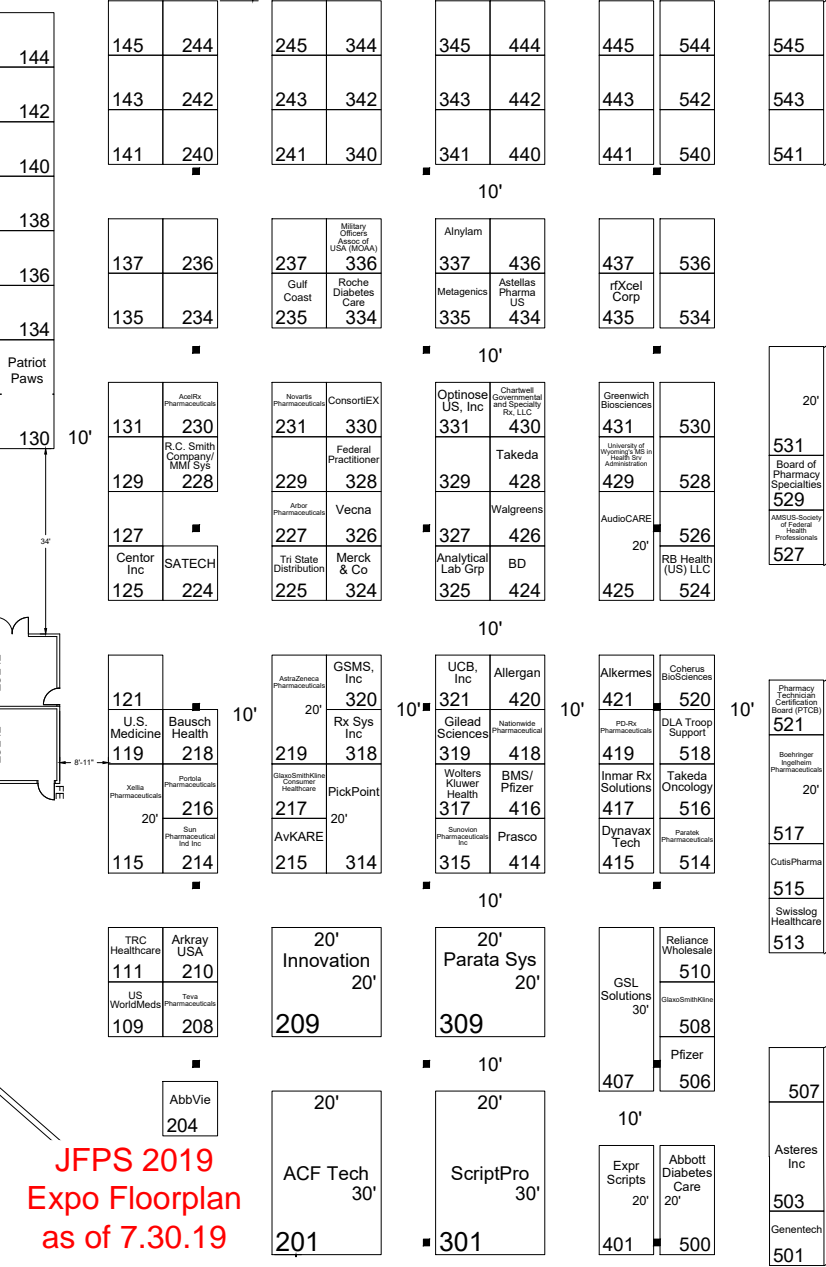 145 244 245 344 345 444 445 544 545
144
143 242 243 342 343 442 443 542 543
142
141 240 241 340 341 440 441 540 541
140
10'
138
Military
Officers
Assoc of
USA (MOAA)
Alnylam
137 236 237 336 337 436 437 536
136
Gulf
Coast
Roche
Diabetes
Care
Metagenics
Astellas
Pharma
US
rfXcel
Corp
135 234 235 334 335 434 435 534
134
10'
Patriot
Paws
130
10'
AcelRx
Pharmaceuticals
Novartis
Pharmaceuticals
ConsortiEX
Optinose
US, Inc
Chartwell
Governmental
and Specialty
Rx, LLC
Greenwich
Biosciences
20'
131 230 231 330 331 430 431 530
531
R.C. Smith
Company/
MMI Sys
Federal
Practitioner
Takeda
University of
Wyoming's MS in
Health Srv
Administration
Board of
Pharmacy
Specialties
129 228 229 328 329 428 429 528
529
Arbor
Pharmaceuticals
Vecna
Walgreens
AudioCARE
20'
AMSUS-Society
of Federal
Health
Professionals
127 227 326 327 426 526
527
34'
Centor
Inc
SATECH
Tri State
Distribution
Merck
& Co
Analytical
Lab Grp
BD
RB Health
(US) LLC
125 224 225 324 325 424 425 524
10'
AstraZeneca
Pharmaceuticals
20'
GSMS,
Inc
UCB,
Inc
Allergan
Alkermes
Coherus
BioSciences
Pharmacy
Technician
Certification
Board (PTCB)
121 320 321 420 421 520
521
10' 10' 10' 10'
U.S.
Medicine
Bausch
Health
Rx Sys
Inc
Gilead
Sciences
Nationwide
Pharmaceutical
PD-Rx
Pharmaceuticals
DLA Troop
Support
Boehringer
Ingelheim
Pharmaceuticals
20'
119 218 219 318 319 418 419 518
8'-11"
FE
Xellia
Pharmaceuticals
20'
Portola
Pharmaceuticals
GlaxoSmithKline
Consumer
Healthcare
PickPoint
20'
Wolters
Kluwer
Health
BMS/
Pfizer
Inmar Rx
Solutions
Takeda
Oncology
216 217 317 416 417 516
517
Sun
Pharmaceutical
Ind Inc
AvKARE
Sunovion
Pharmaceuticals
Inc
Prasco
Dynavax
Tech
Paratek
Pharmaceuticals
CutisPharma
115 214 215 314 315 414 415 514
515
10'
Swisslog
Healthcare
513
TRC
Healthcare
Arkray
USA
20'
Innovation
20'
20'
Parata Sys
20'
GSL
Solutions
30'
Reliance
Wholesale
111 210 510
US
WorldMeds
Teva
Pharmaceuticals
GlaxoSmithKline
109 208 209 309 508
Pfizer
10'
407 506
507
AbbVie
204
20'
ACF Tech
30'
20'
ScriptPro
30'
10'
Expr
Scripts
20'
Abbott
Diabetes
Care
20'
Asteres
Inc
503
Genentech
201 301 401 500
501
JFPS 2019
Expo Floorplan
as of 7.30.19